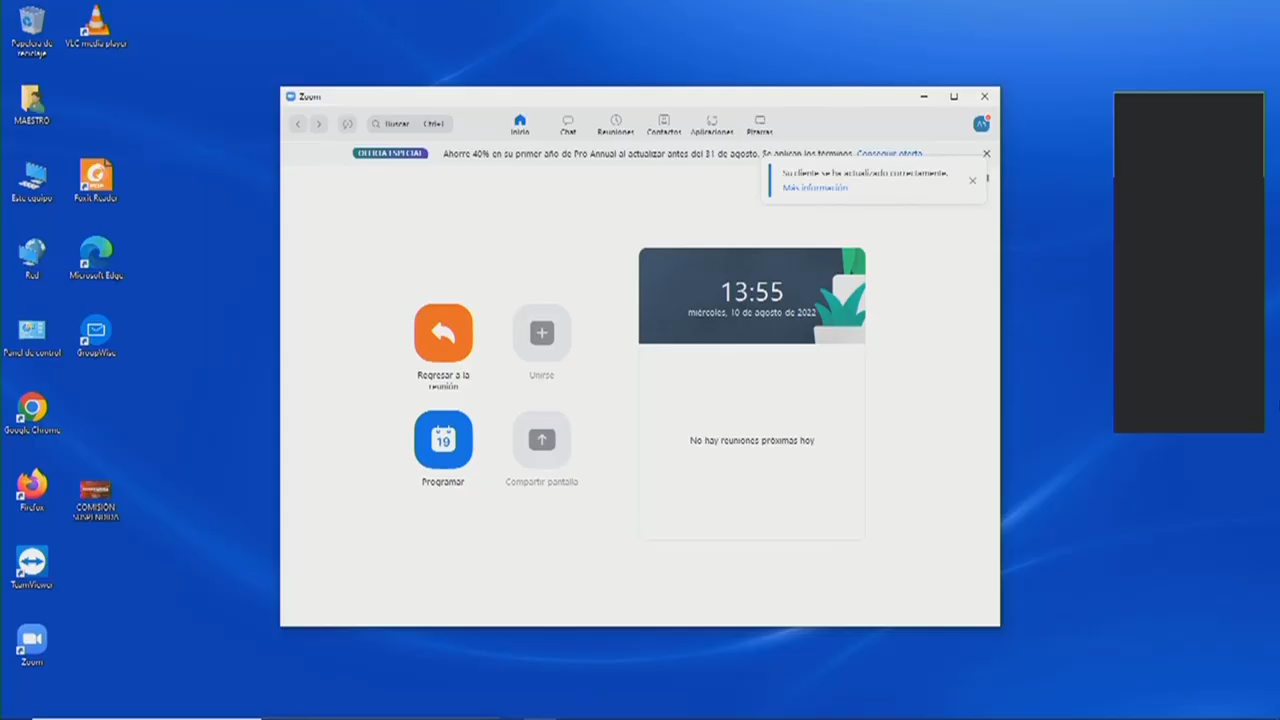 Papelera de
reciclaje
VLC media player
MAESTRO
Este equipo
Foxit Reader
Red
Microsoft Edge
Panel de control
GroupWise
Google Chrome
Firefox
COMISIÓN
SUSPENDIDA
TeamViewer
Zoom
Zoom
Buscar Ctrl+F
Inicio
Chat
Reuniones
Contactos
Aplicaciones
Pizarras
AS
OFERTA ESPECIAL
Ahorre 40% en su primer año de Pro Annual al actualizar antes del 31 de agosto. Se aplican los términos. Conseguir oferta
Su cliente se ha actualizado correctamente.
Más información
13:55
miércoles, 10 de agosto de 2022
Regresar a la
reunión
Unirse
19
Programar
Compartir pantalla
No hay reuniones próximas hoy